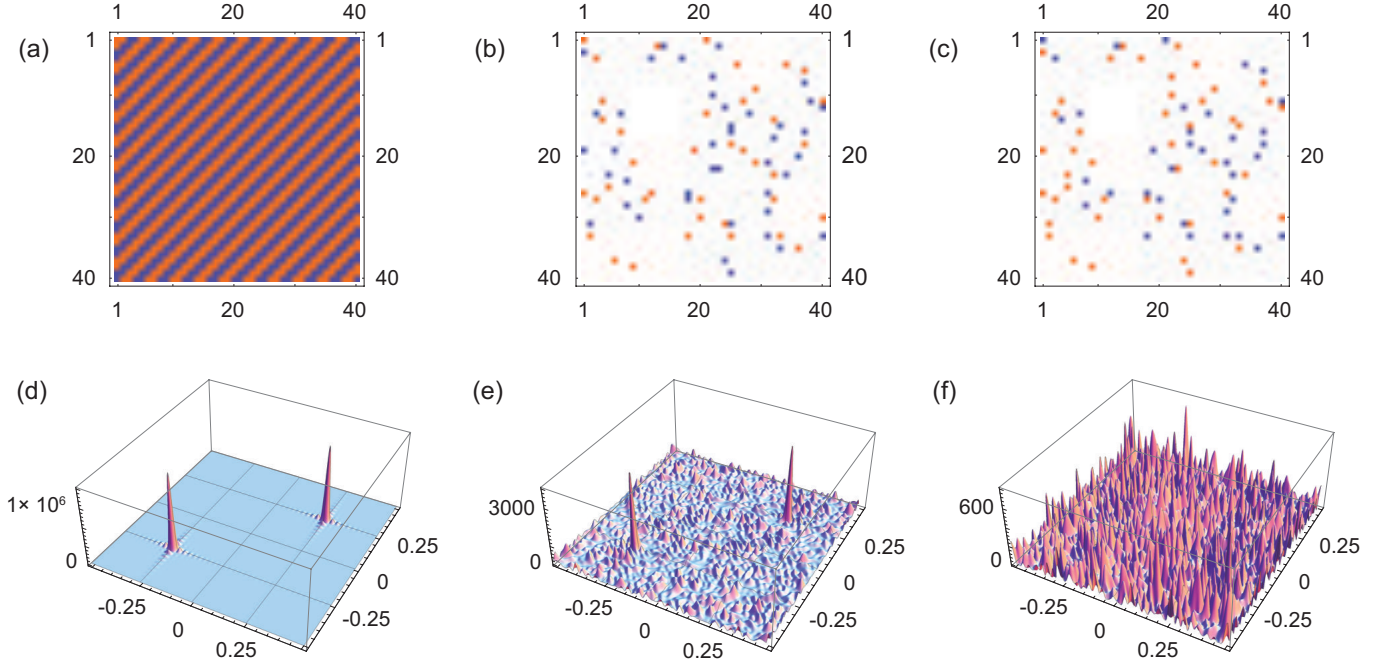 1 20 40 1 20 40 1 20 40
(a) (b) (c)
1 1 1 1
20 20 20 20
40 40 40 40
1 20 40 1 20 40 1 20 40
(d) (e) (f)
1× 10⁶ 3000 600
0 0.25 0 0.25 0 0.25
-0.25 0 -0.25 0 -0.25 0
0 -0.25 0 -0.25 0 -0.25
0.25 0.25 0.25